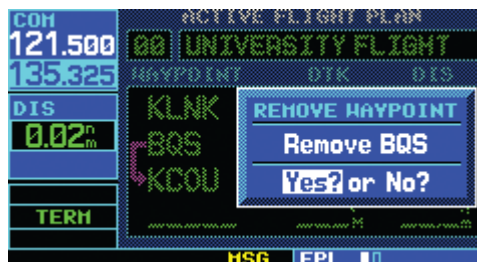 COM
ACTIVE FLIGHT PLAN
121.500
00 UNIVERSITY FLIGHT
135.325
WAYPOINT DTK DIS
DIS
0.02nm
KLNK
BQS
KCOU
REMOVE WAYPOINT
Remove BQS
Yes? or No?
TERM
M m
MSG FPL